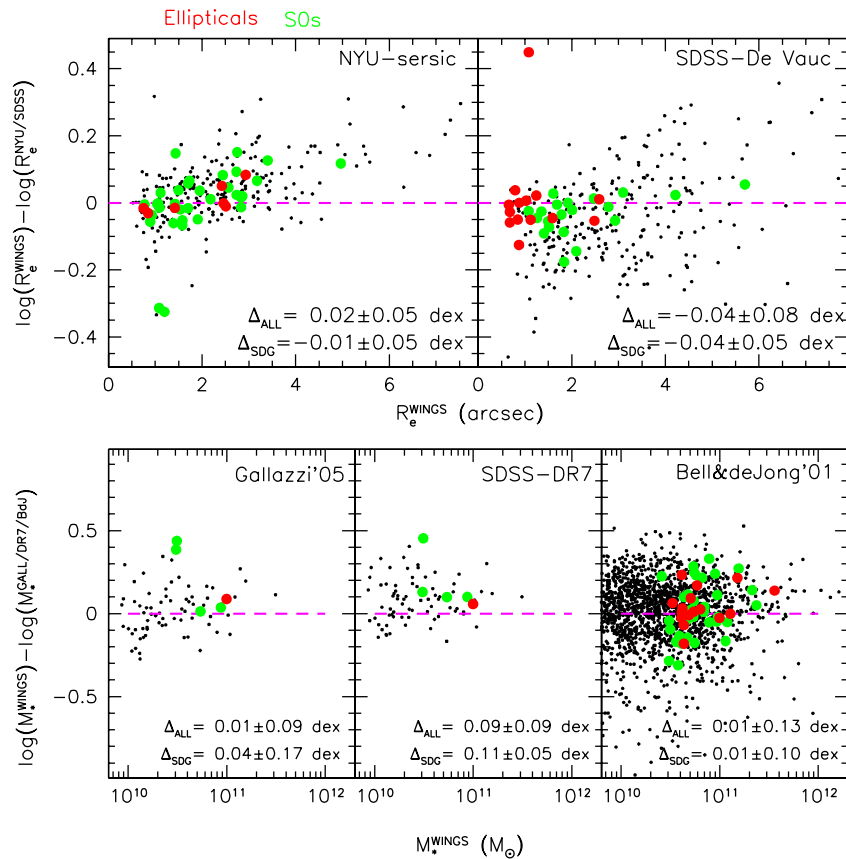 Ellipticals S0s
NYU-sersic
SDSS-De Vauc
log(R_e^WINGS)-log(R_e^NYU/SDSS)
0.4
0.2
0
-0.2
-0.4
Δ_ALL= 0.02±0.05 dex
Δ_SDG=-0.01±0.05 dex
Δ_ALL=-0.04±0.08 dex
Δ_SDG=-0.04±0.05 dex
0 2 4 6 0 2 4 6
R_e^WINGS (arcsec)
Gallazzi'05
SDSS-DR7
Bell&deJong'01
log(M_*^WINGS)-log(M_*^GALL/DR7/BdJ)
0.5
0
-0.5
Δ_ALL= 0.01±0.09 dex
Δ_SDG= 0.04±0.17 dex
Δ_ALL= 0.09±0.09 dex
Δ_SDG= 0.11±0.05 dex
Δ_ALL= 0.01±0.13 dex
Δ_SDG= 0.01±0.10 dex
10^10 10^11 10^12 10^10 10^11 10^12 10^10 10^11 10^12
M_*^WINGS (M_⊙)